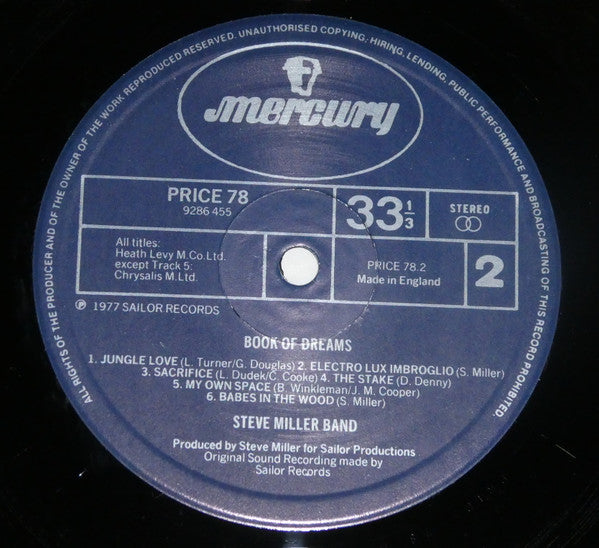 ALL RIGHTS OF THE PRODUCER AND OF THE OWNER OF THE WORK REPRODUCED RESERVED. UNAUTHORISED COPYING, HIRING, LENDING, PUBLIC PERFORMANCE AND BROADCASTING OF THIS RECORD PROHIBITED.
mercury
PRICE 78
9286 455
33 1/3
STEREO
All titles:
Heath Levy M.Co.Ltd.
except Track 5:
Chrysalis M.Ltd.
PRICE 78.2
Made in England
2
℗ 1977 SAILOR RECORDS
BOOK OF DREAMS
1. JUNGLE LOVE (L. Turner/G. Douglas) 2. ELECTRO LUX IMBROGLIO (S. Miller)
3. SACRIFICE (L. Dudek/C. Cooke) 4. THE STAKE (D. Denny)
5. MY OWN SPACE (B. Winkleman/J. M. Cooper)
6. BABES IN THE WOOD (S. Miller)
STEVE MILLER BAND
Produced by Steve Miller for Sailor Productions
Original Sound Recording made by
Sailor Records